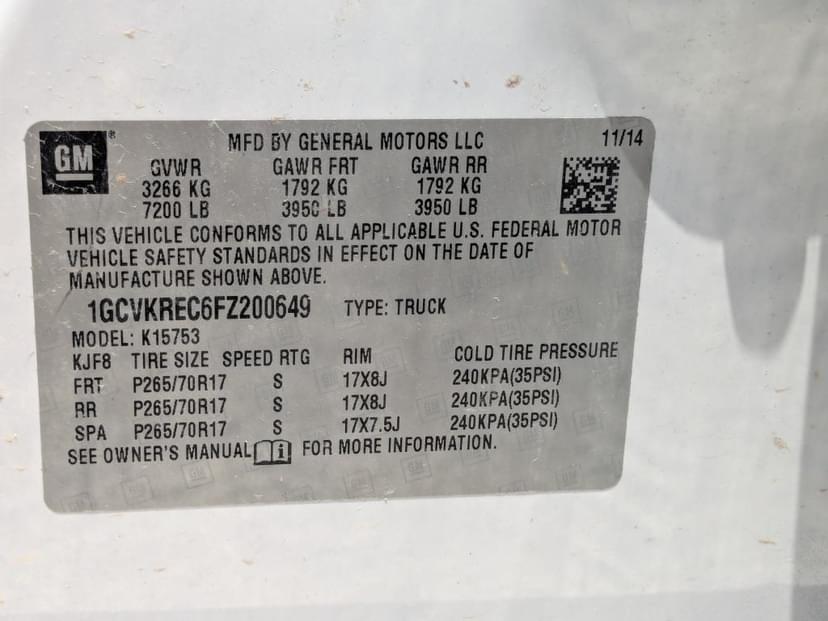 GM®
MFD BY GENERAL MOTORS LLC 11/14
GVWR GAWR FRT GAWR RR
3266 KG 1792 KG 1792 KG
7200 LB 3950 LB 3950 LB
THIS VEHICLE CONFORMS TO ALL APPLICABLE U.S. FEDERAL MOTOR
VEHICLE SAFETY STANDARDS IN EFFECT ON THE DATE OF
MANUFACTURE SHOWN ABOVE.
1GCVKREC6FZ200649 TYPE: TRUCK
MODEL: K15753
KJF8 TIRE SIZE SPEED RTG RIM COLD TIRE PRESSURE
FRT P265/70R17 S 17X8J 240KPA(35PSI)
RR P265/70R17 S 17X8J 240KPA(35PSI)
SPA P265/70R17 S 17X7.5J 240KPA(35PSI)
SEE OWNER'S MANUAL i FOR MORE INFORMATION.